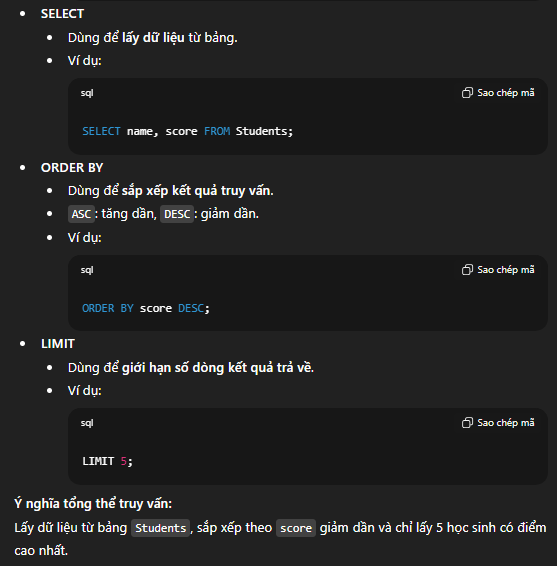 SELECT
Dùng để lấy dữ liệu từ bảng.
Ví dụ:
sql
Sao chép mã
SELECT name, score FROM Students;
ORDER BY
Dùng để sắp xếp kết quả truy vấn.
ASC: tăng dần, DESC: giảm dần.
Ví dụ:
sql
Sao chép mã
ORDER BY score DESC;
LIMIT
Dùng để giới hạn số dòng kết quả trả về.
Ví dụ:
sql
Sao chép mã
LIMIT 5;
Ý nghĩa tổng thể truy vấn:
Lấy dữ liệu từ bảng Students, sắp xếp theo score giảm dần và chỉ lấy 5 học sinh có điểm
cao nhất.